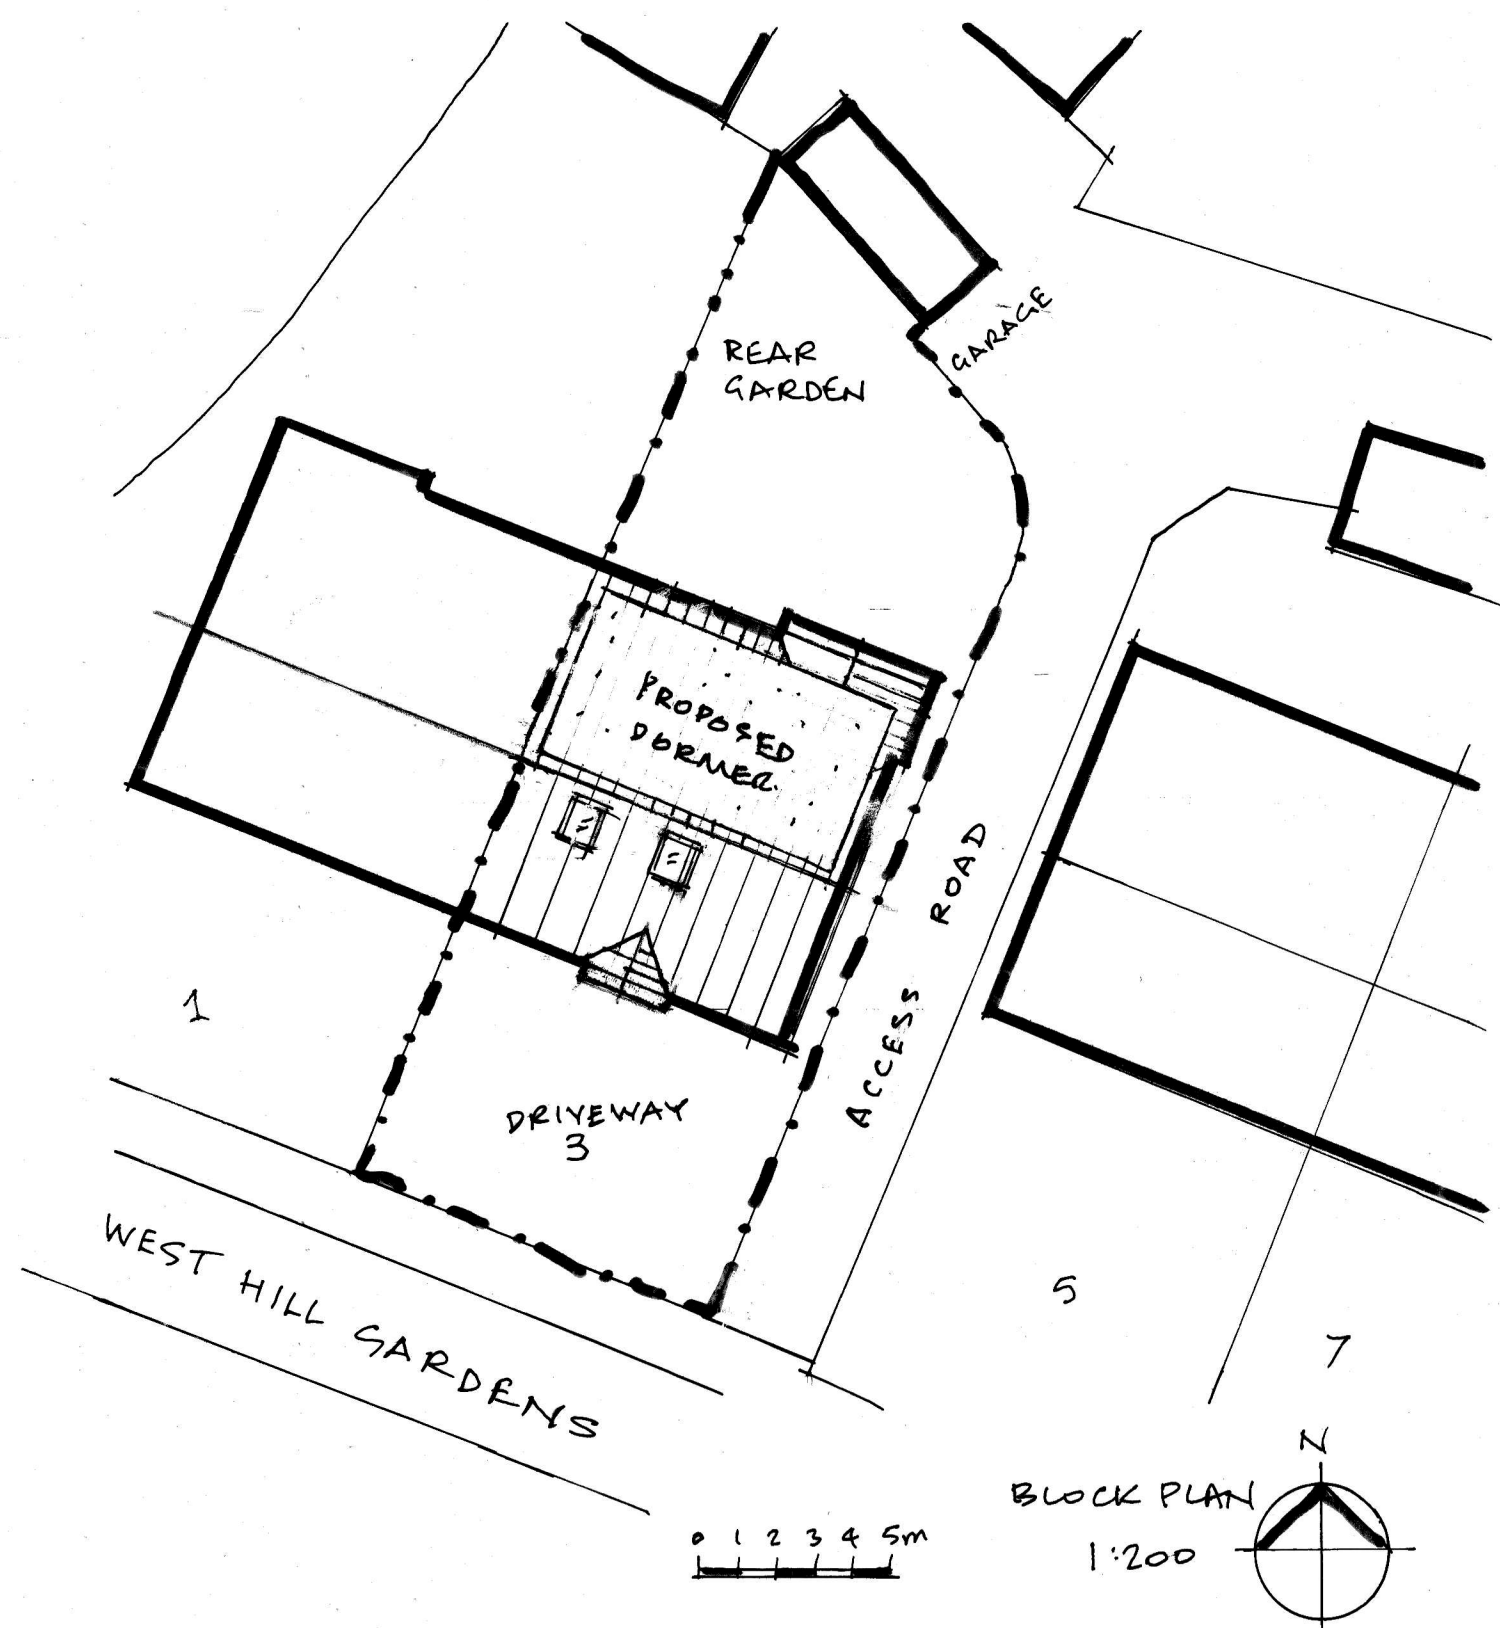 GARAGE
REAR
GARDEN
PROPOSED
DORMER
ACCESS ROAD
1
DRIVEWAY
3
WEST HILL GARDENS
5
7
N
BLOCK PLAN
1:200
0 1 2 3 4 5m